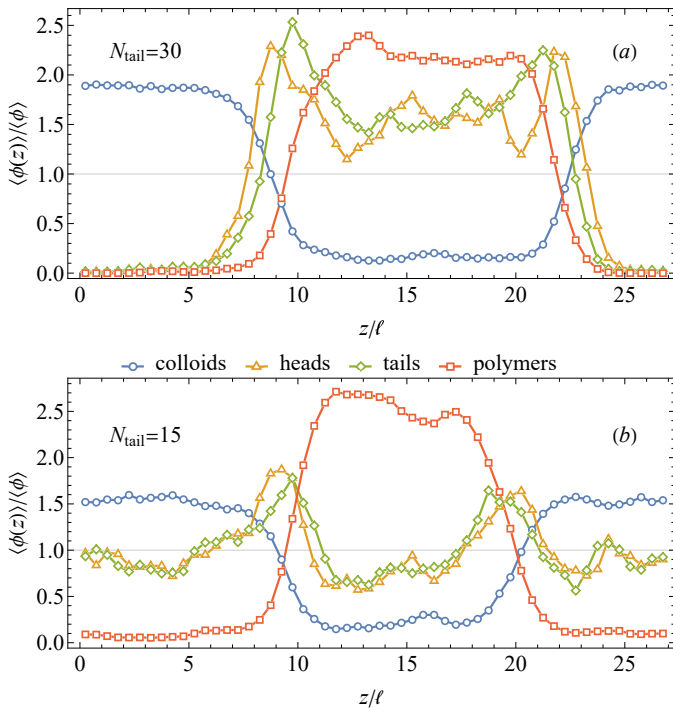 2.5
2.0
1.5
1.0
0.5
0.0
⟨ϕ(z)⟩/⟨ϕ⟩
N_tail=30
(a)
0 5 10 15 20 25
z/ℓ
colloids heads tails polymers
2.5
2.0
1.5
1.0
0.5
0.0
⟨ϕ(z)⟩/⟨ϕ⟩
N_tail=15
(b)
0 5 10 15 20 25
z/ℓ